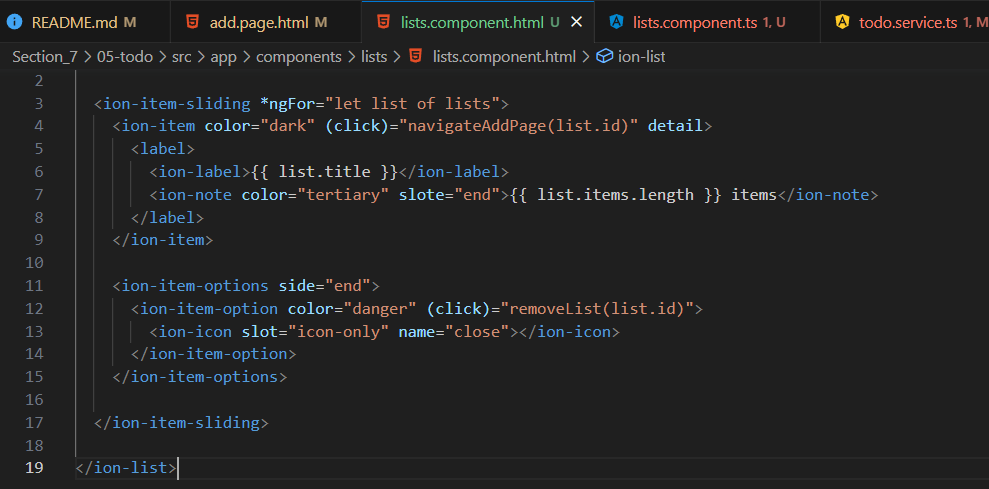 README.md M add.page.html M lists.component.html U lists.component.ts 1, U todo.service.ts 1, M
Section_7 > 05-todo > src > app > components > lists > lists.component.html > ion-list
2
3 <ion-item-sliding *ngFor="let list of lists">
4 <ion-item color="dark" (click)="navigateAddPage(list.id)" detail>
5 <label>
6 <ion-label>{{ list.title }}</ion-label>
7 <ion-note color="tertiary" slote="end">{{ list.items.length }} items</ion-note>
8 </label>
9 </ion-item>
10
11 <ion-item-options side="end">
12 <ion-item-option color="danger" (click)="removeList(list.id)">
13 <ion-icon slot="icon-only" name="close"></ion-icon>
14 </ion-item-option>
15 </ion-item-options>
16
17 </ion-item-sliding>
18
19 </ion-list>